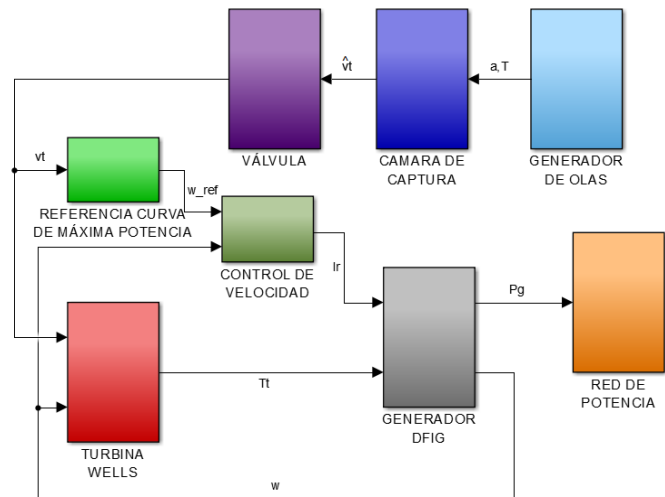 v̂t
a,T
VÁLVULA
CAMARA DE
CAPTURA
GENERADOR
DE OLAS
vt
w_ref
REFERENCIA CURVA
DE MÁXIMA POTENCIA
CONTROL DE
VELOCIDAD
Ir
Pg
Tt
RED DE
POTENCIA
GENERADOR
DFIG
TURBINA
WELLS
w